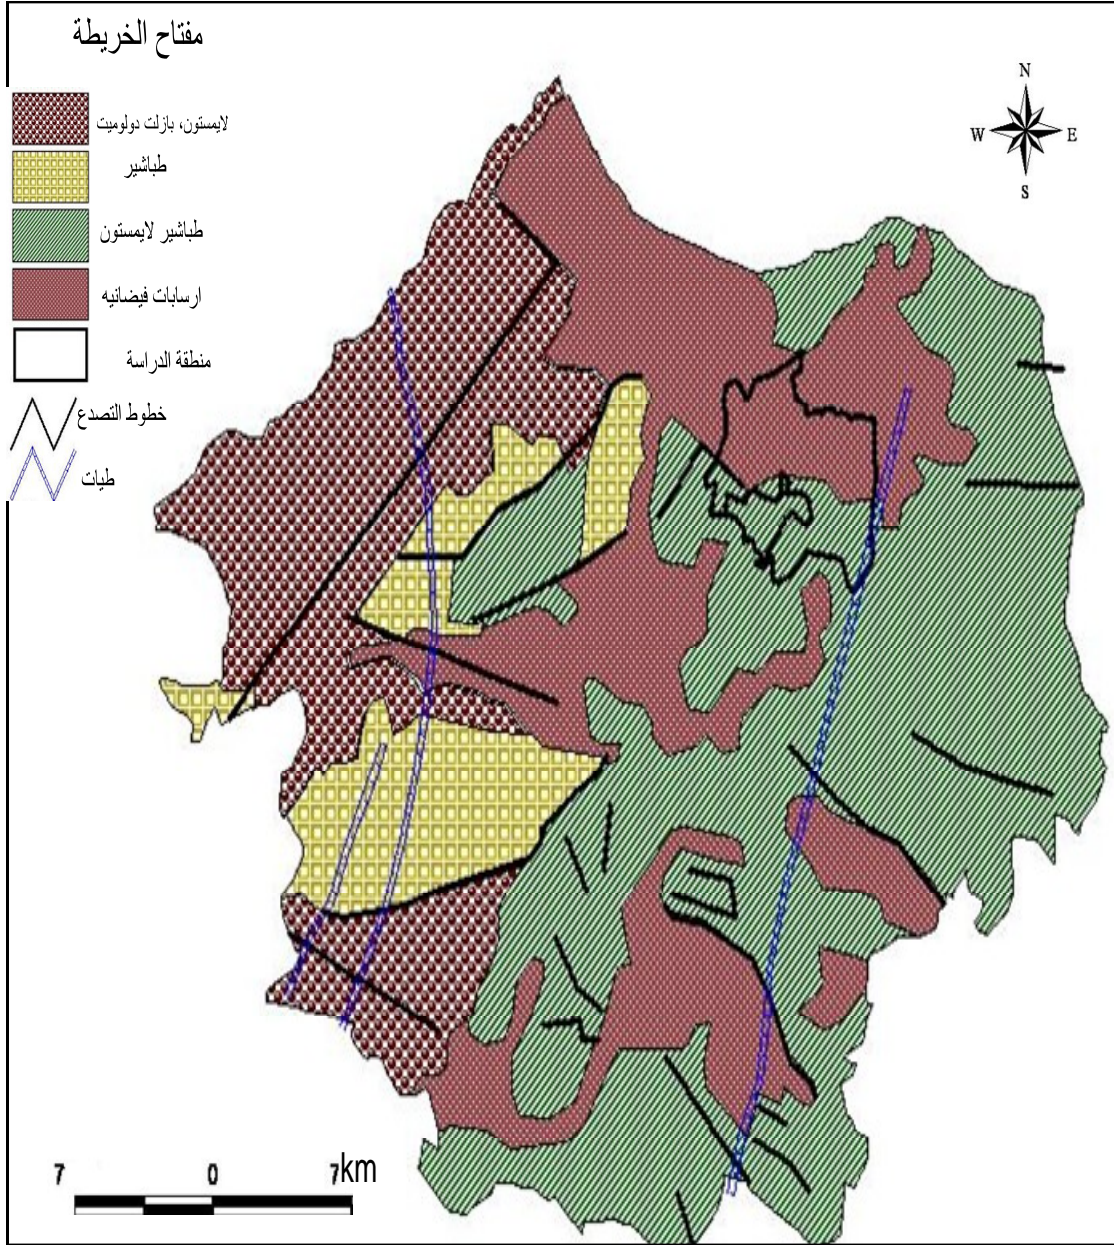 مفتاح الخريطة
لايمستون، بازلت دولوميت
طباشير
طباشير لايمستون
ارسابات فيضانيه
منطقة الدراسة
خطوط التصدع
طيات
N
W E
S
7 0 7km